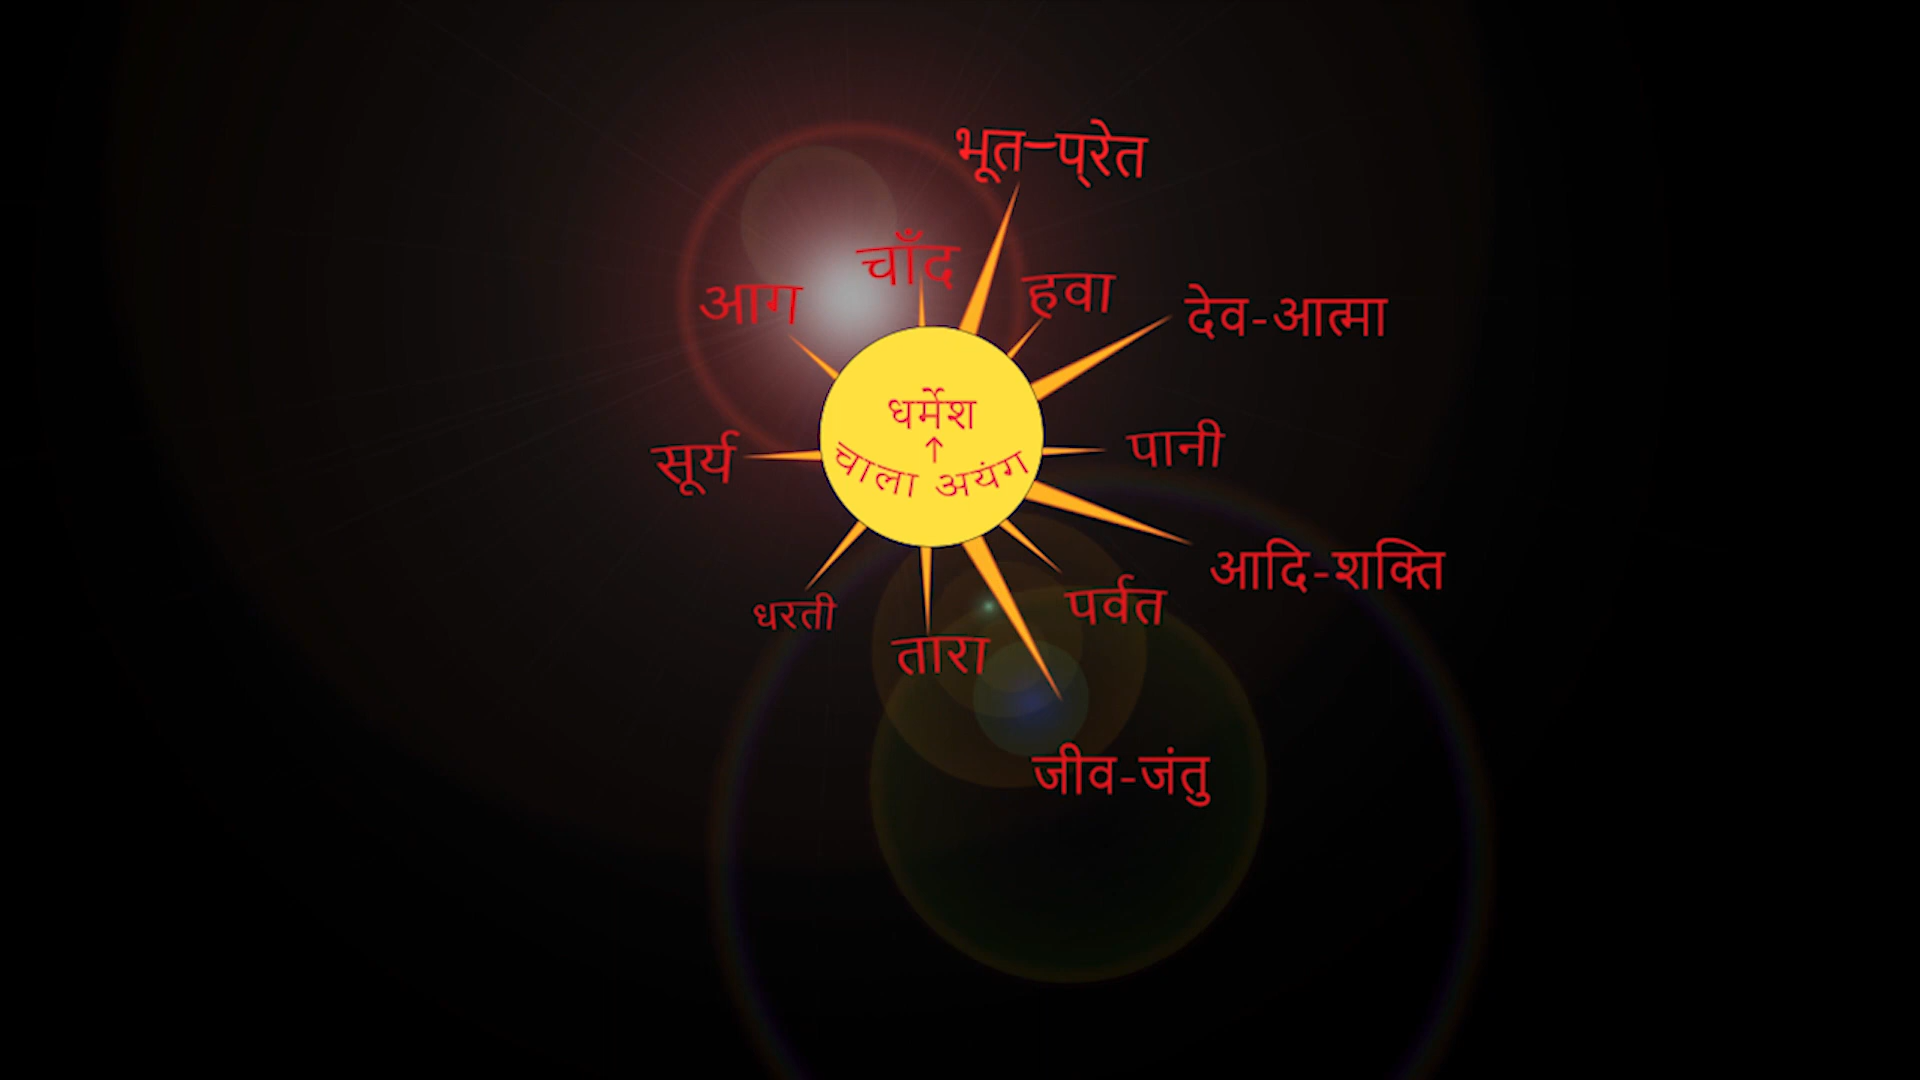 भूत–प्रेत
चाँद
हवा
आग
देव-आत्मा
धर्मेश
↑
चाला अयंग
पानी
सूर्य
आदि-शक्ति
पर्वत
धरती
तारा
जीव-जंतु